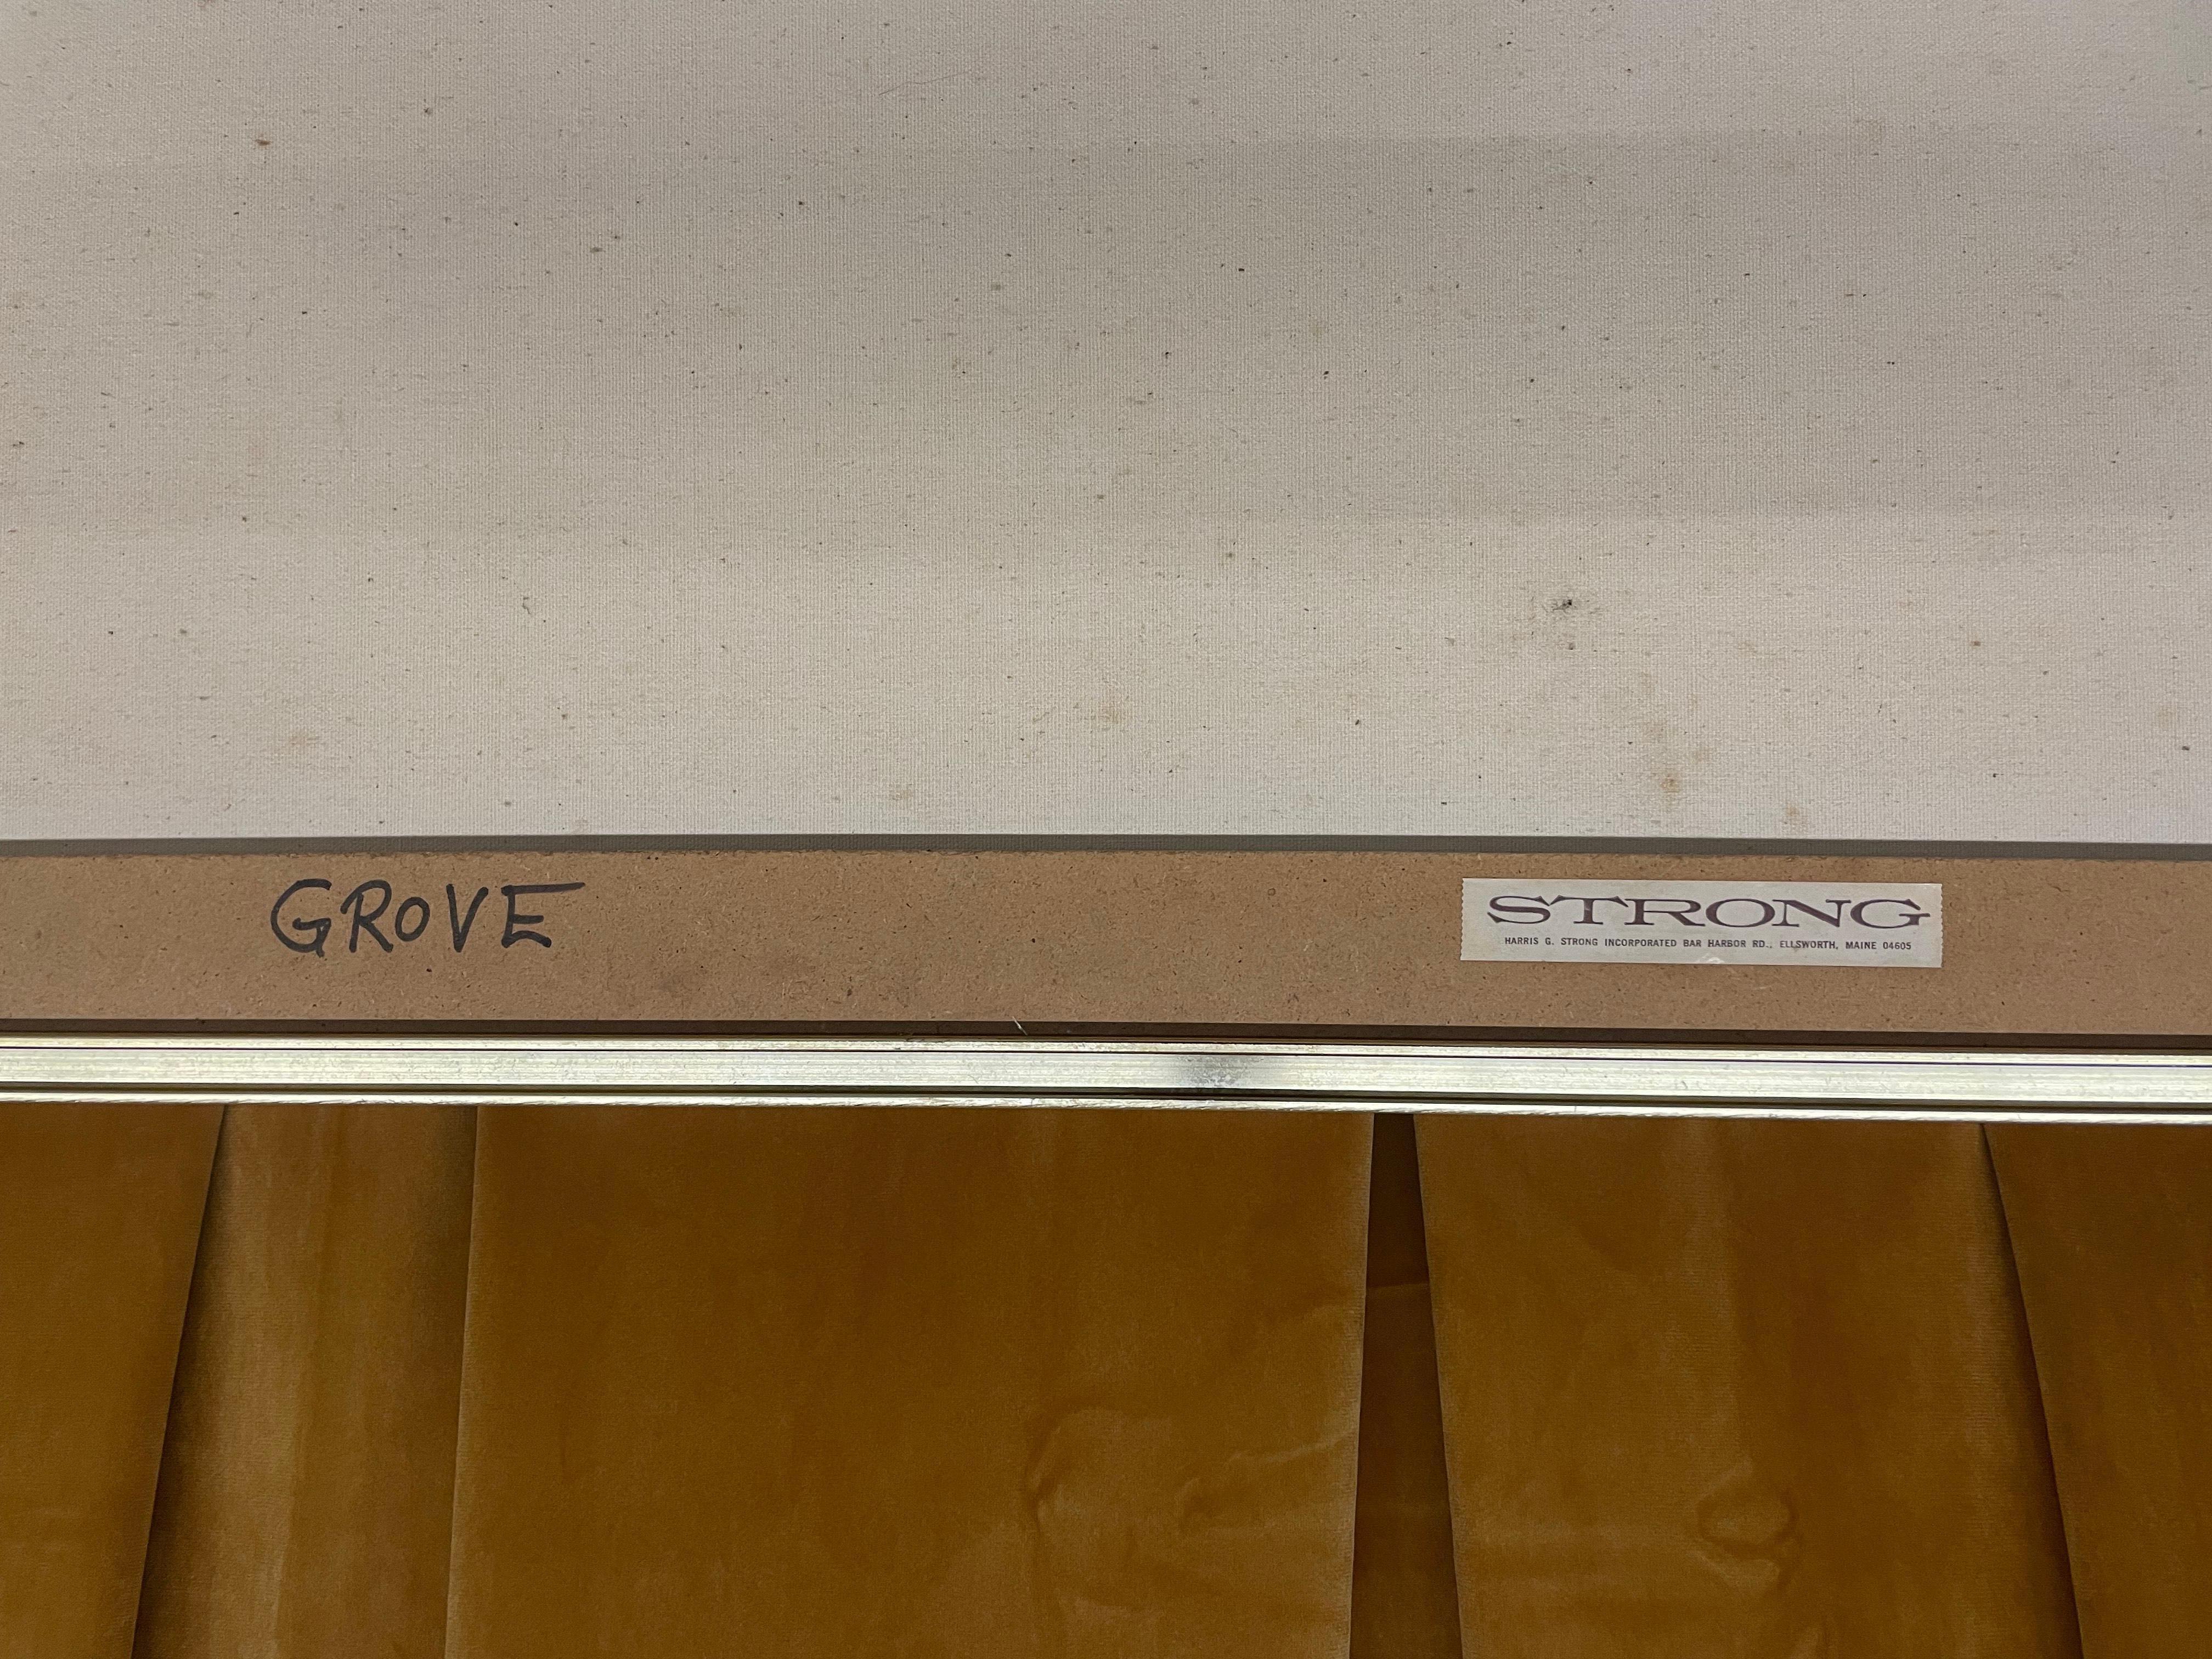 GROVE
STRONG
HARRIS G. STRONG INCORPORATED BAR HARBOR RD., ELLSWORTH, MAINE 04605